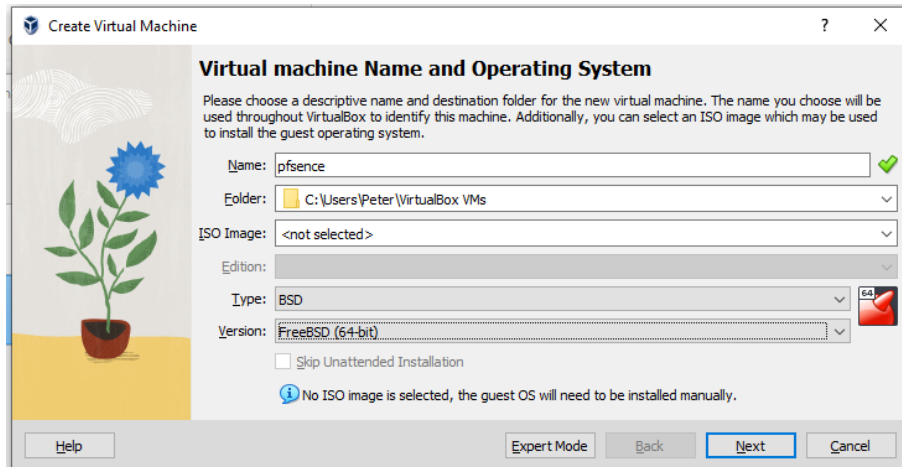 Create Virtual Machine
?
Virtual machine Name and Operating System
Please choose a descriptive name and destination folder for the new virtual machine. The name you choose will be
used throughout VirtualBox to identify this machine. Additionally, you can select an ISO image which may be used
to install the guest operating system.
Name: pfsence
Folder: C:\Users\Peter\VirtualBox VMs
ISO Image: <not selected>
Edition:
Type: BSD
64
Version: FreeBSD (64-bit)
Skip Unattended Installation
No ISO image is selected, the guest OS will need to be installed manually.
Help Expert Mode Back Next Cancel